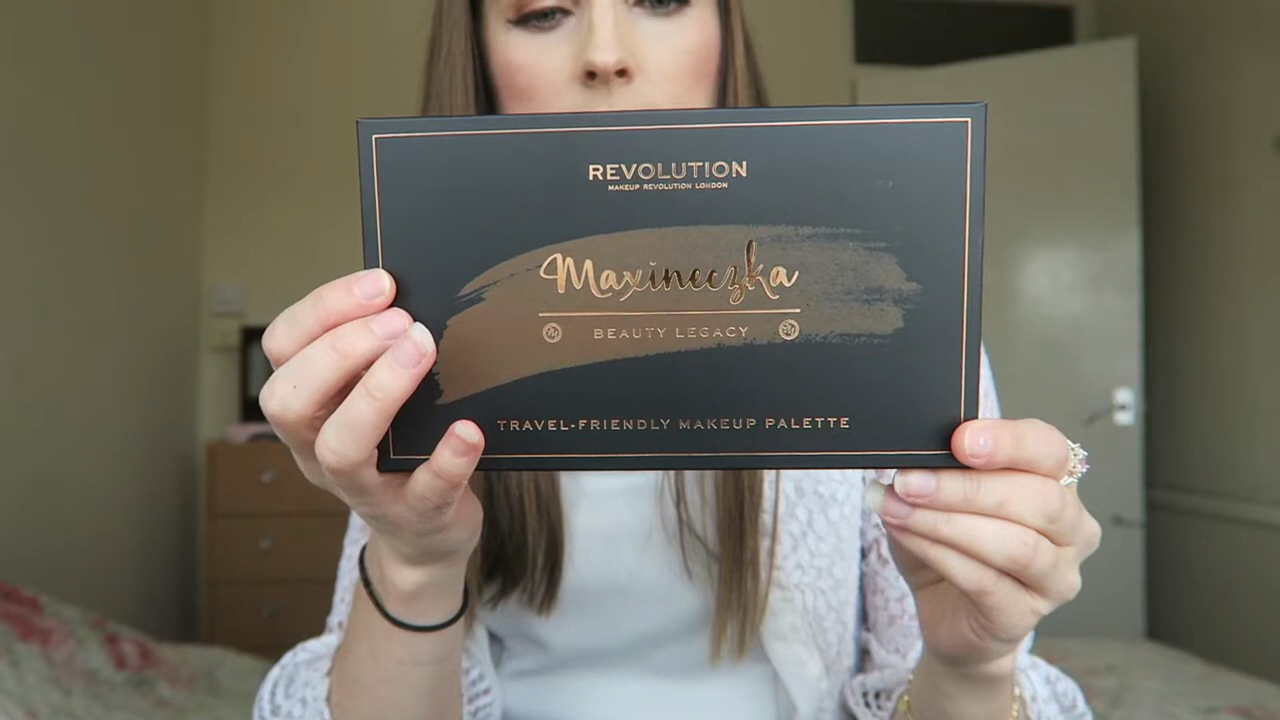 REVOLUTION
MAKEUP REVOLUTION LONDON
Maxineczka
BEAUTY LEGACY
TRAVEL-FRIENDLY MAKEUP PALETTE